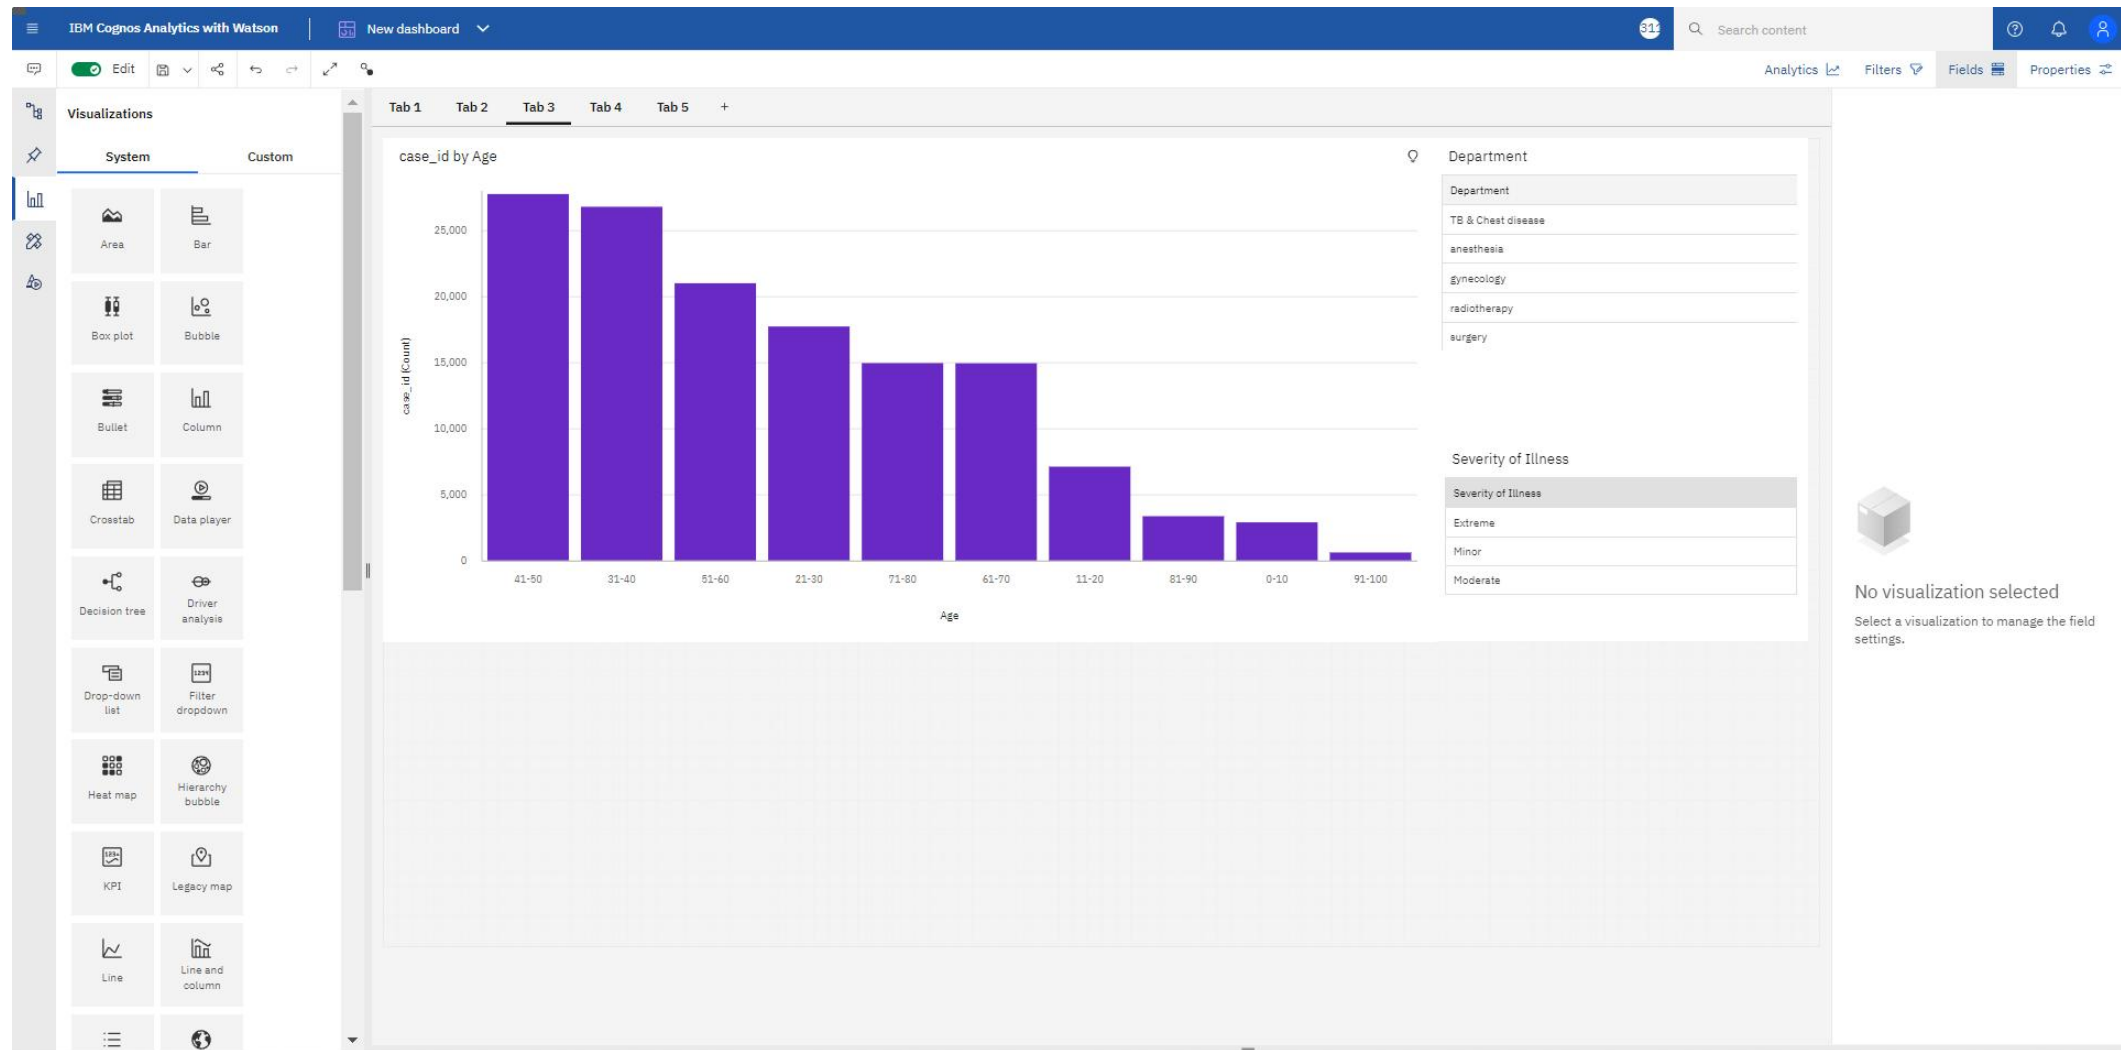 IBM Cognos Analytics with Watson
New dashboard
Search content
Edit
Analytics
Filters
Fields
Properties
Visualizations
System
Custom
Area
Bar
Box plot
Bubble
Bullet
Column
Crosstab
Data player
Decision tree
Driver
analysis
Drop-down
list
Filter
dropdown
Heat map
Hierarchy
bubble
KPI
Legacy map
Line
Line and
column
Tab 1
Tab 2
Tab 3
Tab 4
Tab 5
+
case_id by Age
case_id (Count)
25,000
20,000
15,000
10,000
5,000
0
41-50
31-40
51-60
21-30
71-80
61-70
11-20
81-90
0-10
91-100
Age
Department
Department
TB & Chest disease
anesthesia
gynecology
radiotherapy
surgery
Severity of Illness
Severity of Illness
Extreme
Minor
Moderate
No visualization selected
Select a visualization to manage the field
settings.